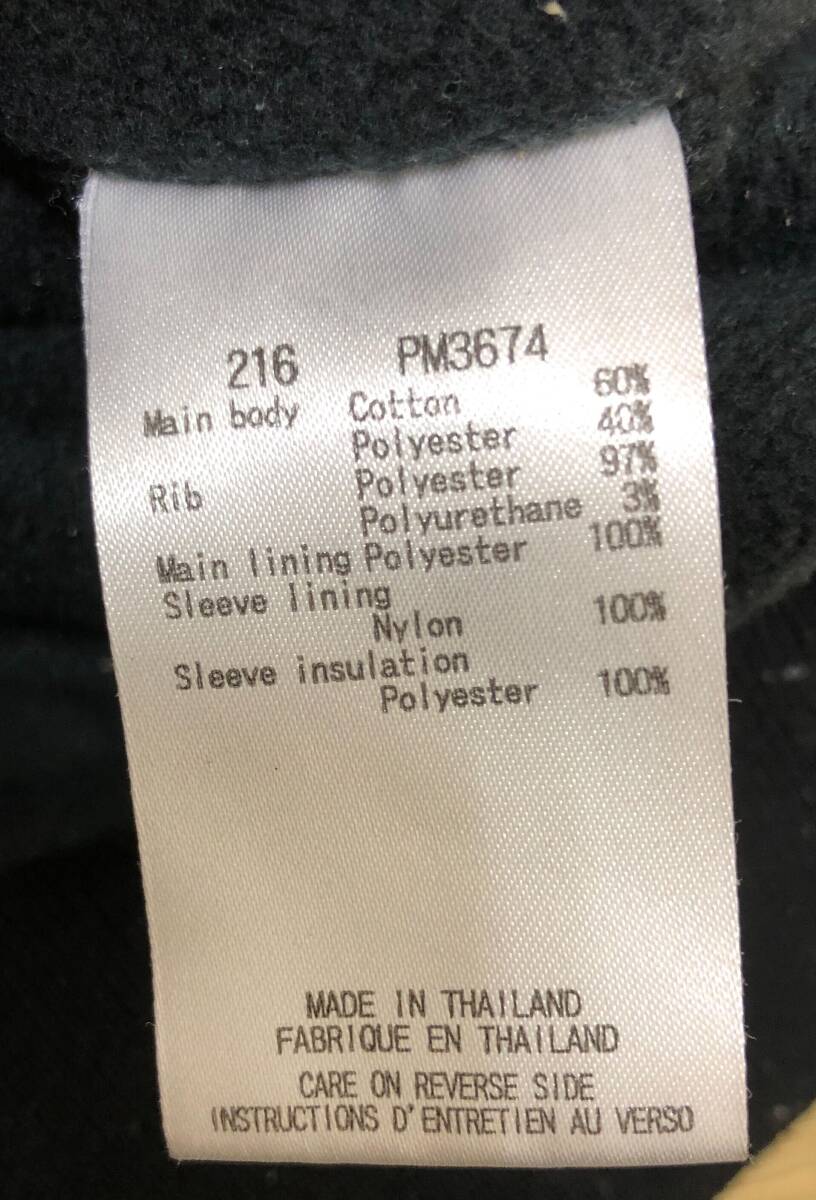 216 PM3674
Main body Cotton 60%
Polyester 40%
Rib Polyester 97%
Polyurethane 3%
Main lining Polyester 100%
Sleeve lining
Nylon 100%
Sleeve insulation
Polyester 100%
MADE IN THAILAND
FABRIQUE EN THAILAND
CARE ON REVERSE SIDE
INSTRUCTIONS D'ENTRETIEN AU VERSO